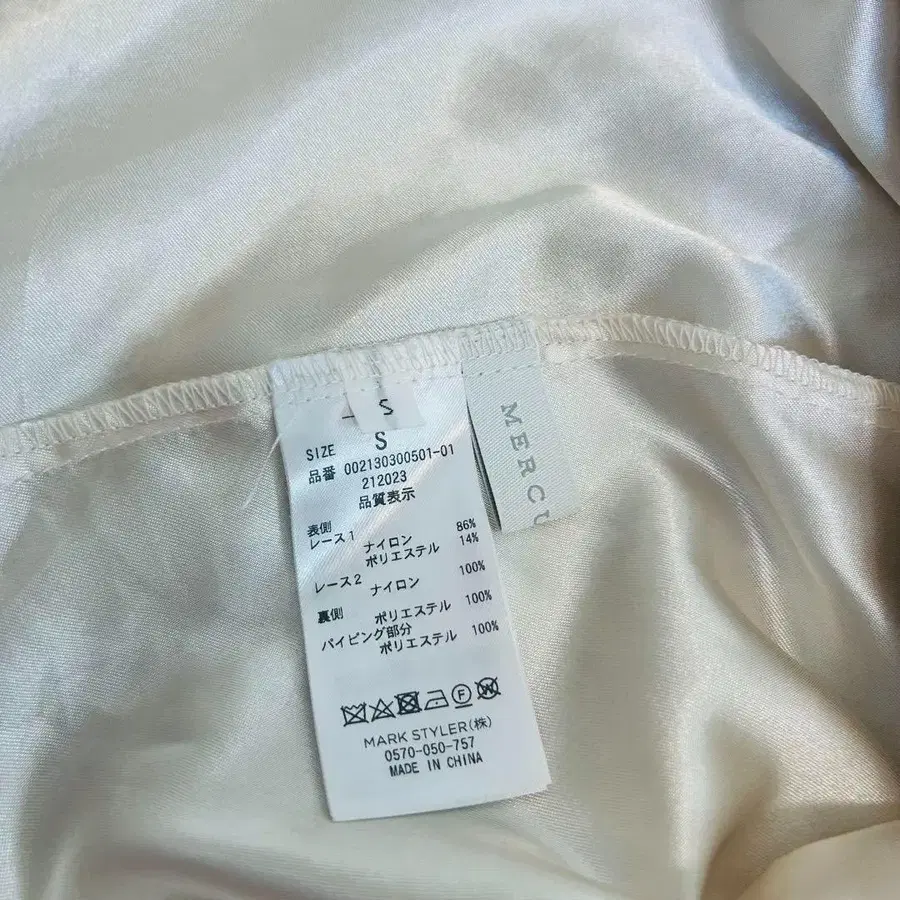 S
SIZE S
品番 002130300501-01
212023
品質表示
表側
レース1 ナイロン 86%
ポリエステル 14%
レース2 ナイロン 100%
裏側 ポリエステル 100%
パイピング部分
ポリエステル 100%
MARK STYLER(株)
0570-050-757
MADE IN CHINA
MERCU